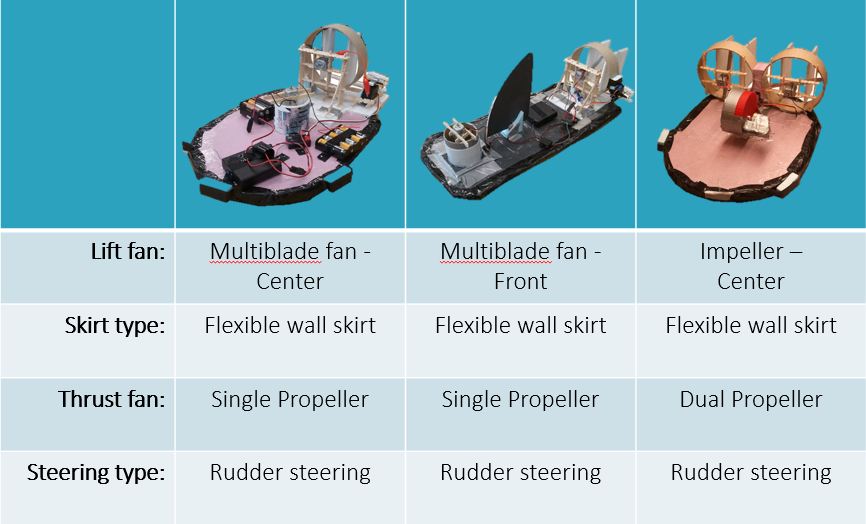 Lift fan: Multiblade fan - Multiblade fan - Impeller –
Center Front Center
Skirt type: Flexible wall skirt Flexible wall skirt Flexible wall skirt
Thrust fan: Single Propeller Single Propeller Dual Propeller
Steering type: Rudder steering Rudder steering Rudder steering